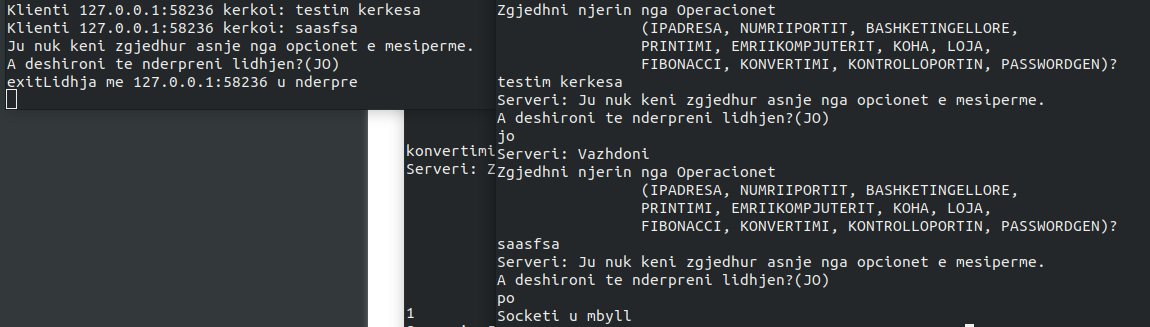 Klienti 127.0.0.1:58236 kerkoi: testim kerkesa
Klienti 127.0.0.1:58236 kerkoi: saasfsa
Ju nuk keni zgjedhur asnje nga opcionet e mesiperme.
A deshironi te nderpreni lidhjen?(JO)
exitLidhja me 127.0.0.1:58236 u nderpre
konvertimi
Serveri: Z
1
Zgjedhni njerin nga Operacionet
(IPADRESA, NUMRIIPORTIT, BASHKETINGELLORE,
PRINTIMI, EMRIIKOMPJUTERIT, KOHA, LOJA,
FIBONACCI, KONVERTIMI, KONTROLLOPORTIN, PASSWORDGEN)?
testim kerkesa
Serveri: Ju nuk keni zgjedhur asnje nga opcionet e mesiperme.
A deshironi te nderpreni lidhjen?(JO)
jo
Serveri: Vazhdoni
Zgjedhni njerin nga Operacionet
(IPADRESA, NUMRIIPORTIT, BASHKETINGELLORE,
PRINTIMI, EMRIIKOMPJUTERIT, KOHA, LOJA,
FIBONACCI, KONVERTIMI, KONTROLLOPORTIN, PASSWORDGEN)?
saasfsa
Serveri: Ju nuk keni zgjedhur asnje nga opcionet e mesiperme.
A deshironi te nderpreni lidhjen?(JO)
po
Socketi u mbyll